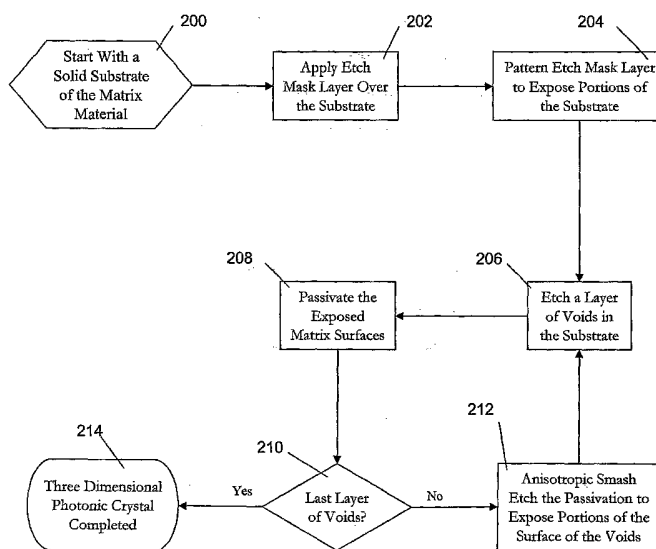 200
Start With a
Solid Substrate
of the Matrix
Material
202
Apply Etch
Mask Layer Over
the Substrate
204
Pattern Etch Mask Layer
to Expose Portions of
the Substrate
206
Etch a Layer
of Voids in
the Substrate
208
Passivate the
Exposed
Matrix Surfaces
210
Last Layer
of Voids?
Yes
No
212
Anisotropic Smash
Etch the Passivation to
Expose Portions of the
Surface of the Voids
214
Three Dimensional
Photonic Crystal
Completed